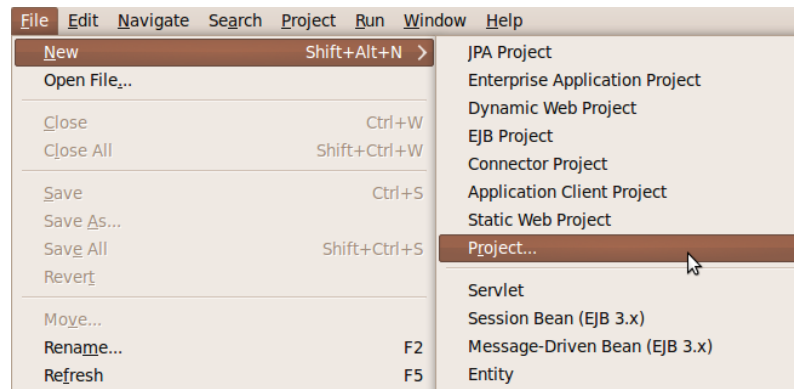 File Edit Navigate Search Project Run Window Help
New Shift+Alt+N
Open File...
Close Ctrl+W
Close All Shift+Ctrl+W
Save Ctrl+S
Save As...
Save All Shift+Ctrl+S
Revert
Move...
Rename... F2
Refresh F5
JPA Project
Enterprise Application Project
Dynamic Web Project
EJB Project
Connector Project
Application Client Project
Static Web Project
Project...
Servlet
Session Bean (EJB 3.x)
Message-Driven Bean (EJB 3.x)
Entity